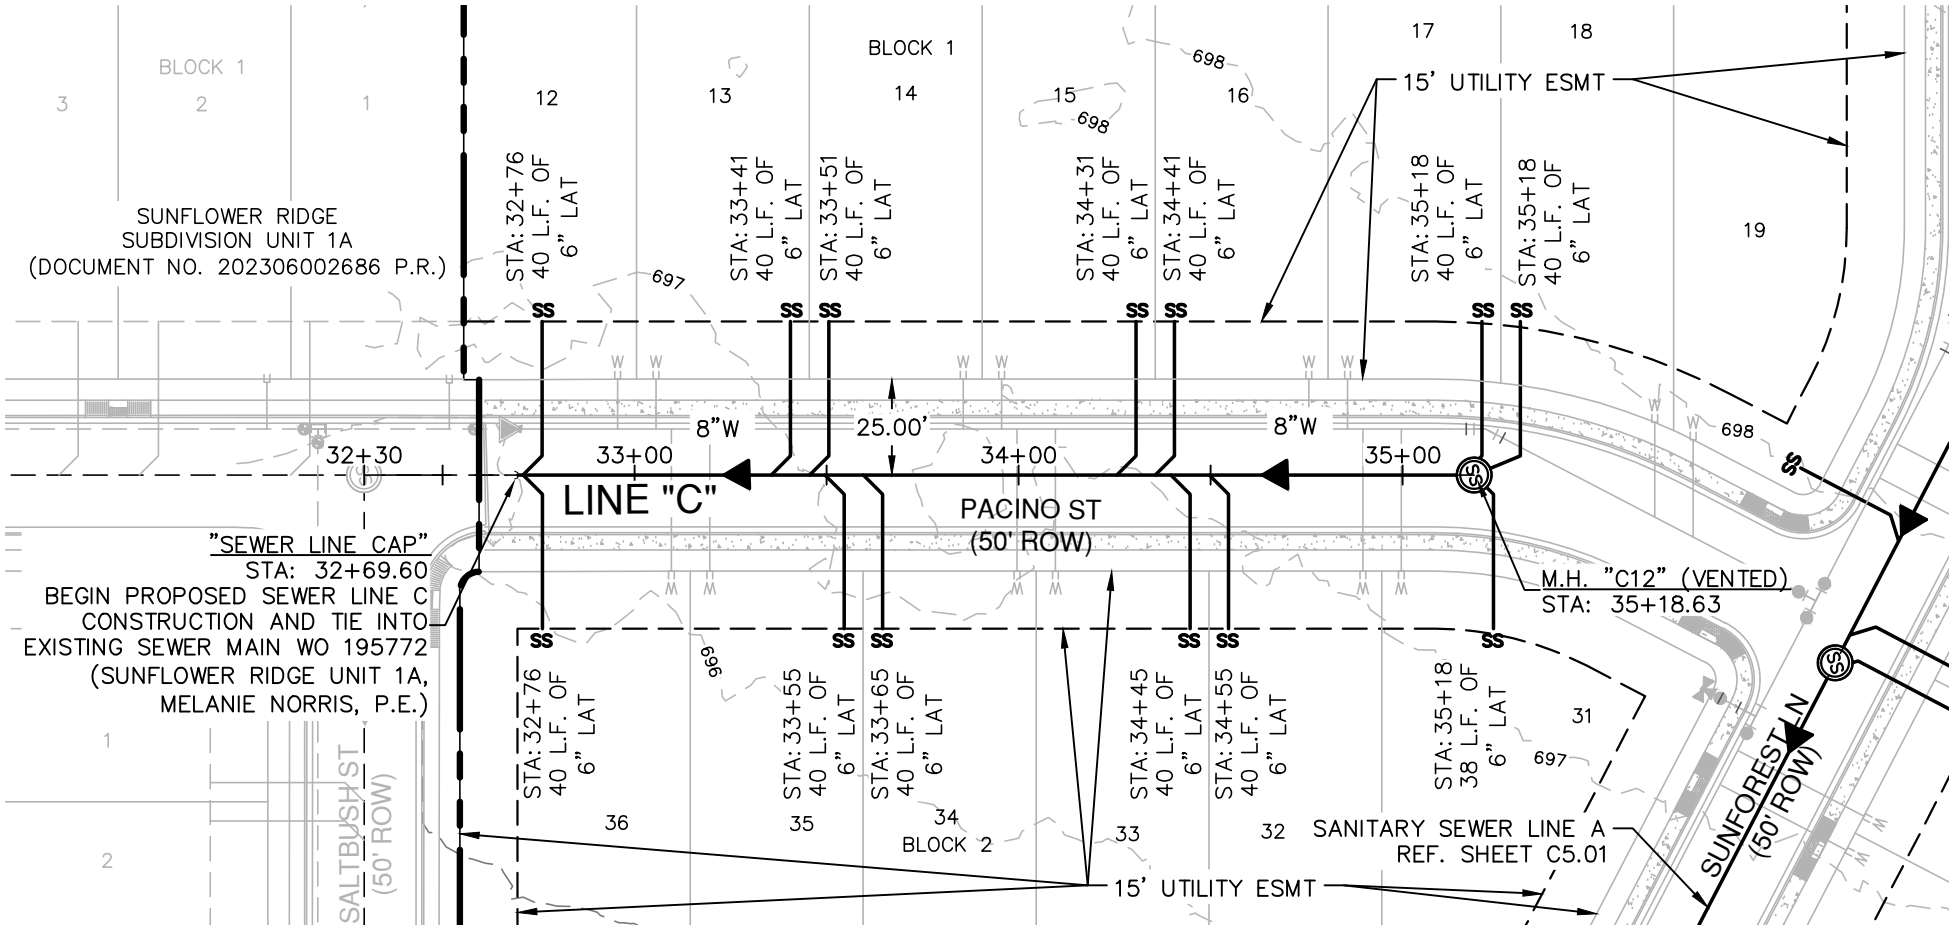 BLOCK 1
3
2
1
12
13
BLOCK 1
14
15
16
17
18
19
698
698
15' UTILITY ESMT
SUNFLOWER RIDGE
SUBDIVISION UNIT 1A
(DOCUMENT NO. 202306002686 P.R.)
STA: 32+76
40 L.F. OF
6" LAT
STA: 33+41
40 L.F. OF
6" LAT
STA: 33+51
40 L.F. OF
6" LAT
STA: 34+31
40 L.F. OF
6" LAT
STA: 34+41
40 L.F. OF
6" LAT
STA: 35+18
40 L.F. OF
6" LAT
STA: 35+18
40 L.F. OF
6" LAT
697
SS
SS
SS
SS
SS
SS
SS
W
W
W
W
W
W
W
W
8"W
25.00'
8"W
698
32+30
33+00
34+00
35+00
SS
SS
SS
LINE "C"
PACINO ST
(50' ROW)
"SEWER LINE CAP"
STA: 32+69.60
BEGIN PROPOSED SEWER LINE C
CONSTRUCTION AND TIE INTO
EXISTING SEWER MAIN WO 195772
(SUNFLOWER RIDGE UNIT 1A,
MELANIE NORRIS, P.E.)
M.H. "C12" (VENTED)
STA: 35+18.63
W
W
W
W
W
W
SS
SS
SS
SS
SS
SS
SS
696
STA: 32+76
40 L.F. OF
6" LAT
STA: 33+55
40 L.F. OF
6" LAT
STA: 33+65
40 L.F. OF
6" LAT
STA: 34+45
40 L.F. OF
6" LAT
STA: 34+55
40 L.F. OF
6" LAT
STA: 35+18
38 L.F. OF
6" LAT
31
697
1
2
SALTBUSH ST
(50' ROW)
36
35
34
BLOCK 2
33
32
SANITARY SEWER LINE A
REF. SHEET C5.01
15' UTILITY ESMT
SUNFOREST LN
(50' ROW)
W
W